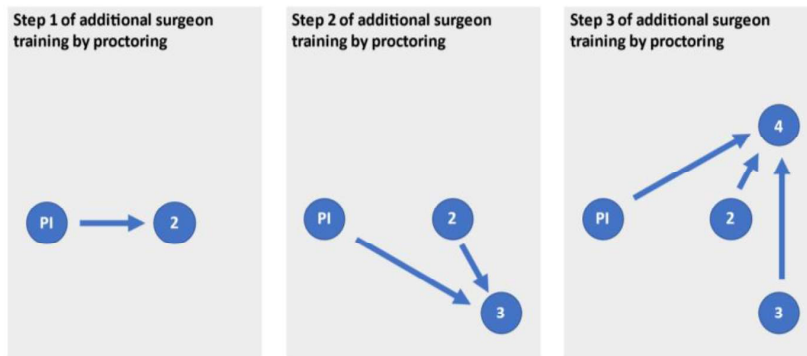 Step 1 of additional surgeon
training by proctoring
PI
2
Step 2 of additional surgeon
training by proctoring
PI
2
3
Step 3 of additional surgeon
training by proctoring
4
PI
2
3